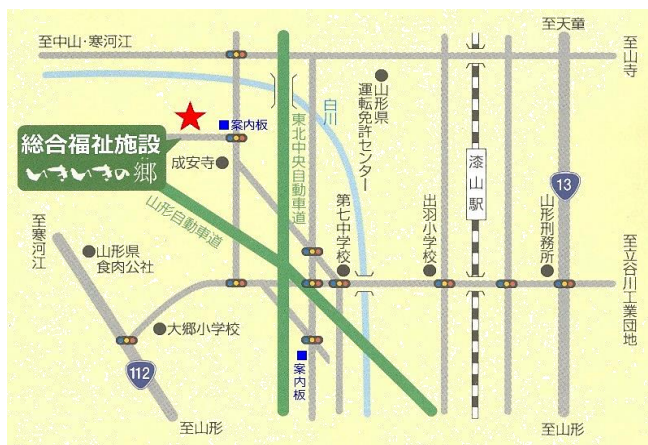 至天童
至中山・寒河江
至山寺
山形県
運転免許センター
白川
案内板
総合福祉施設
いきいきの郷
成安寺
東北中央自動車道
漆山駅
13
第七中学校
出羽小学校
山形刑務所
山形自動車道
至寒河江
山形県
食肉公社
至立谷川工業団地
大郷小学校
案内板
112
至山形
至山形